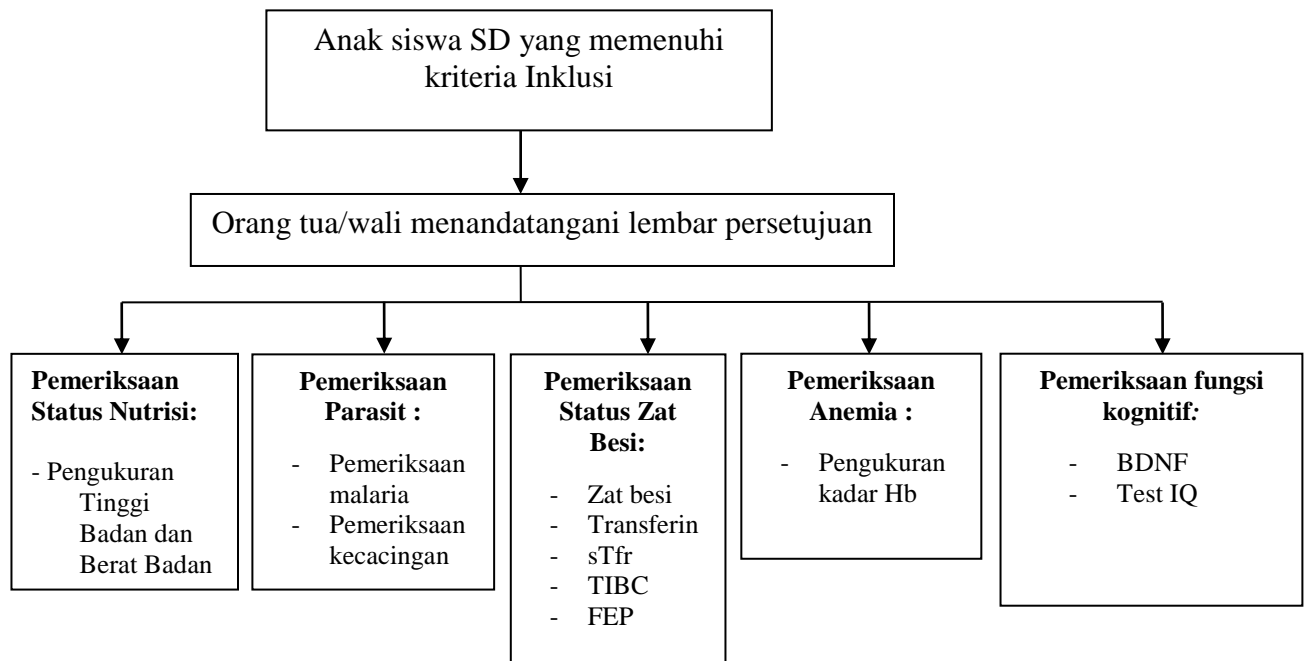 Anak siswa SD yang memenuhi
kriteria Inklusi
Orang tua/wali menandatangani lembar persetujuan
Pemeriksaan
Status Nutrisi:
- Pengukuran
Tinggi
Badan dan
Berat Badan
Pemeriksaan
Parasit :
- Pemeriksaan
malaria
- Pemeriksaan
kecacingan
Pemeriksaan
Status Zat
Besi:
- Zat besi
- Transferin
- sTfr
- TIBC
- FEP
Pemeriksaan
Anemia :
- Pengukuran
kadar Hb
Pemeriksaan fungsi
kognitif:
- BDNF
- Test IQ